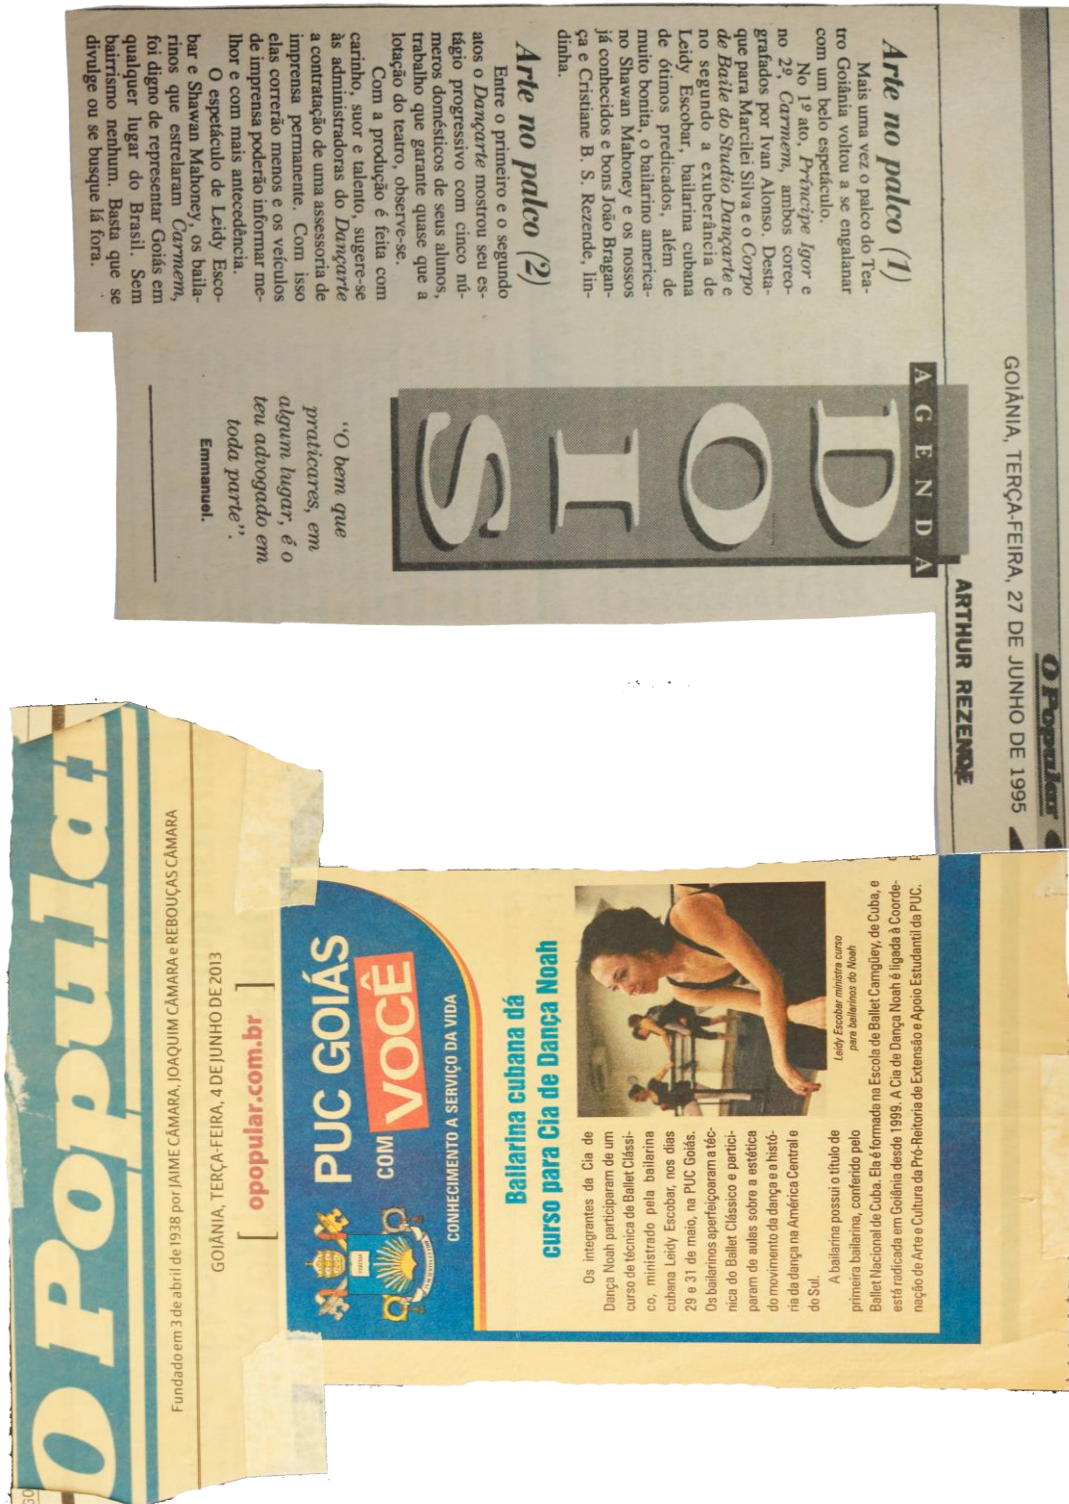 O Popular
GOIÂNIA, TERÇA-FEIRA, 27 DE JUNHO DE 1995
ARTHUR REZENDE
AGENDA
DOIS
Arte no palco (1)
Mais uma vez o palco do Tea-
tro Goiânia voltou a se engalanar
com um belo espetáculo.
No 1º ato, Príncipe Igor e
no 2º, Carmem, ambos coreo-
grafados por Ivan Alonso. Desta-
que para Marcilei Silva e o Corpo
de Baile do Studio Dançarte e
no segundo a exuberância de
Leidy Escobar, bailarina cubana
de ótimos predicados, além de
muito bonita, o bailarino america-
no Shawan Mahoney e os nossos
já conhecidos e bons João Bragan-
ça e Cristiane B. S. Rezende, lin-
dinha.
Arte no palco (2)
Entre o primeiro e o segundo
atos o Dançarte mostrou seu es-
tágio progressivo com cinco nú-
meros domésticos de seus alunos,
trabalho que garante quase que a
lotação do teatro, observe-se.
Com a produção é feita com
carinho, suor e talento, sugere-se
às administradoras do Dançarte
a contratação de uma assessoria de
imprensa permanente. Com isso
elas correrão menos e os veículos
de imprensa poderão informar me-
lhor e com mais antecedência.
O espetáculo de Leidy Esco-
bar e Shawan Mahoney, os baila-
rinos que estrelaram Carmem,
foi digno de representar Goiás em
qualquer lugar do Brasil. Sem
bairrismo nenhum. Basta que se
divulge ou se busque lá fora.
“O bem que
praticares, em
algum lugar, é o
teu advogado em
toda parte”.
Emmanuel.
O Popular
Fundado em 3 de abril de 1938 por JAIME CÂMARA, JOAQUIM CÂMARA e REBOUÇAS CÂMARA
GOIÂNIA, TERÇA-FEIRA, 4 DE JUNHO DE 2013
[opopular.com.br]
PUC GOIÁS
COM VOCÊ
CONHECIMENTO A SERVIÇO DA VIDA
Bailarina cubana dá
curso para Cia de Dança Noah
Os integrantes da Cia de
Dança Noah participaram de um
curso de técnica de Ballet Clássi-
co, ministrado pela bailarina
cubana Leidy Escobar, nos dias
29 e 31 de maio, na PUC Goiás.
Os bailarinos aperfeiçoaram a téc-
nica do Ballet Clássico e partici-
param de aulas sobre a estética
do movimento da dança e a histó-
ria da dança na América Central e
do Sul.
A bailarina possui o título de
primeira bailarina, conferido pelo
Ballet Nacional de Cuba. Ela é formada na Escola de Ballet Camgüey, de Cuba, e
está radicada em Goiânia desde 1999. A Cia de Dança Noah é ligada à Coorde-
nação de Arte e Cultura da Pró-Reitoria de Extensão e Apoio Estudantil da PUC.
Leidy Escobar ministra curso
para bailarinos do Noah